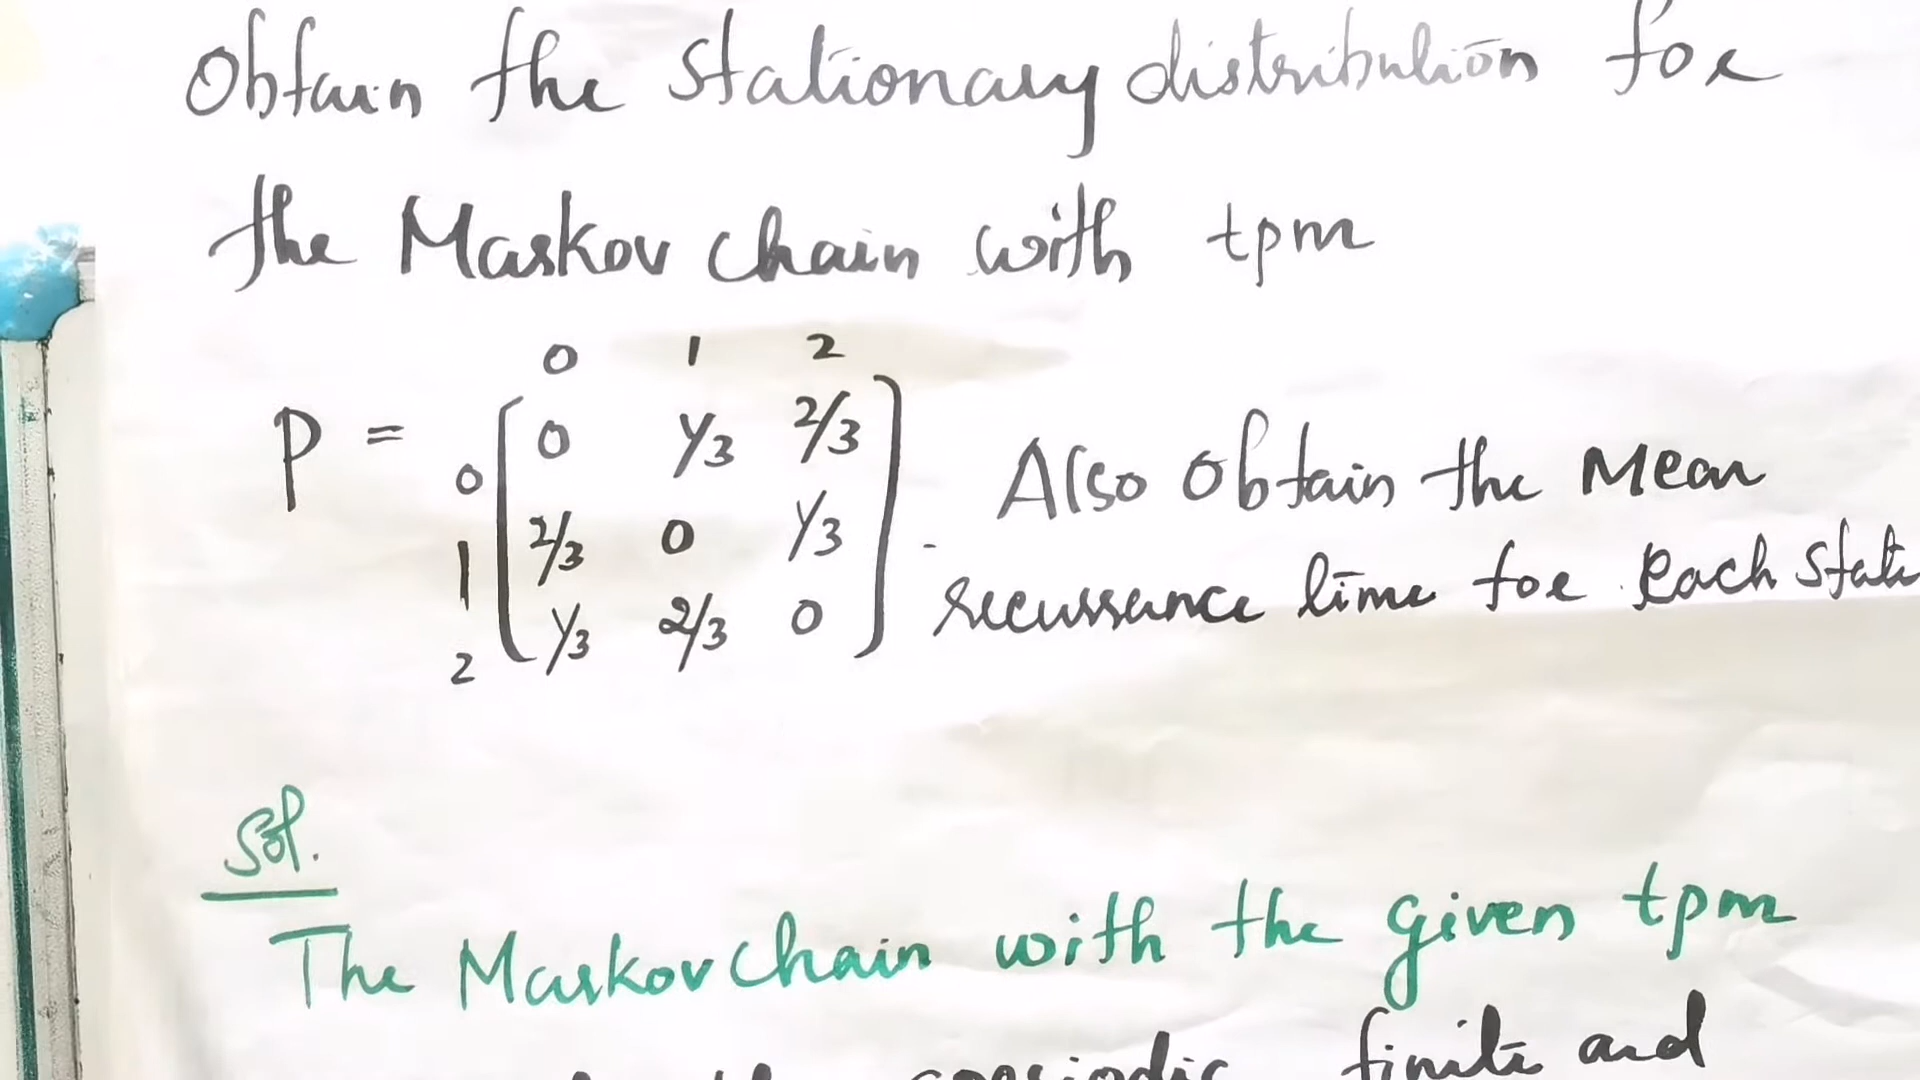 Obtain the stationary distribution for
the Markov chain with tpm
0 1 2
P = 0 [ 0 1/3 2/3 ]
1 [ 2/3 0 1/3 ] . Also obtain the Mean
2 [ 1/3 2/3 0 ] recurrence time for each state
Sol.
The Markov chain with the given tpm
aperiodic finite and